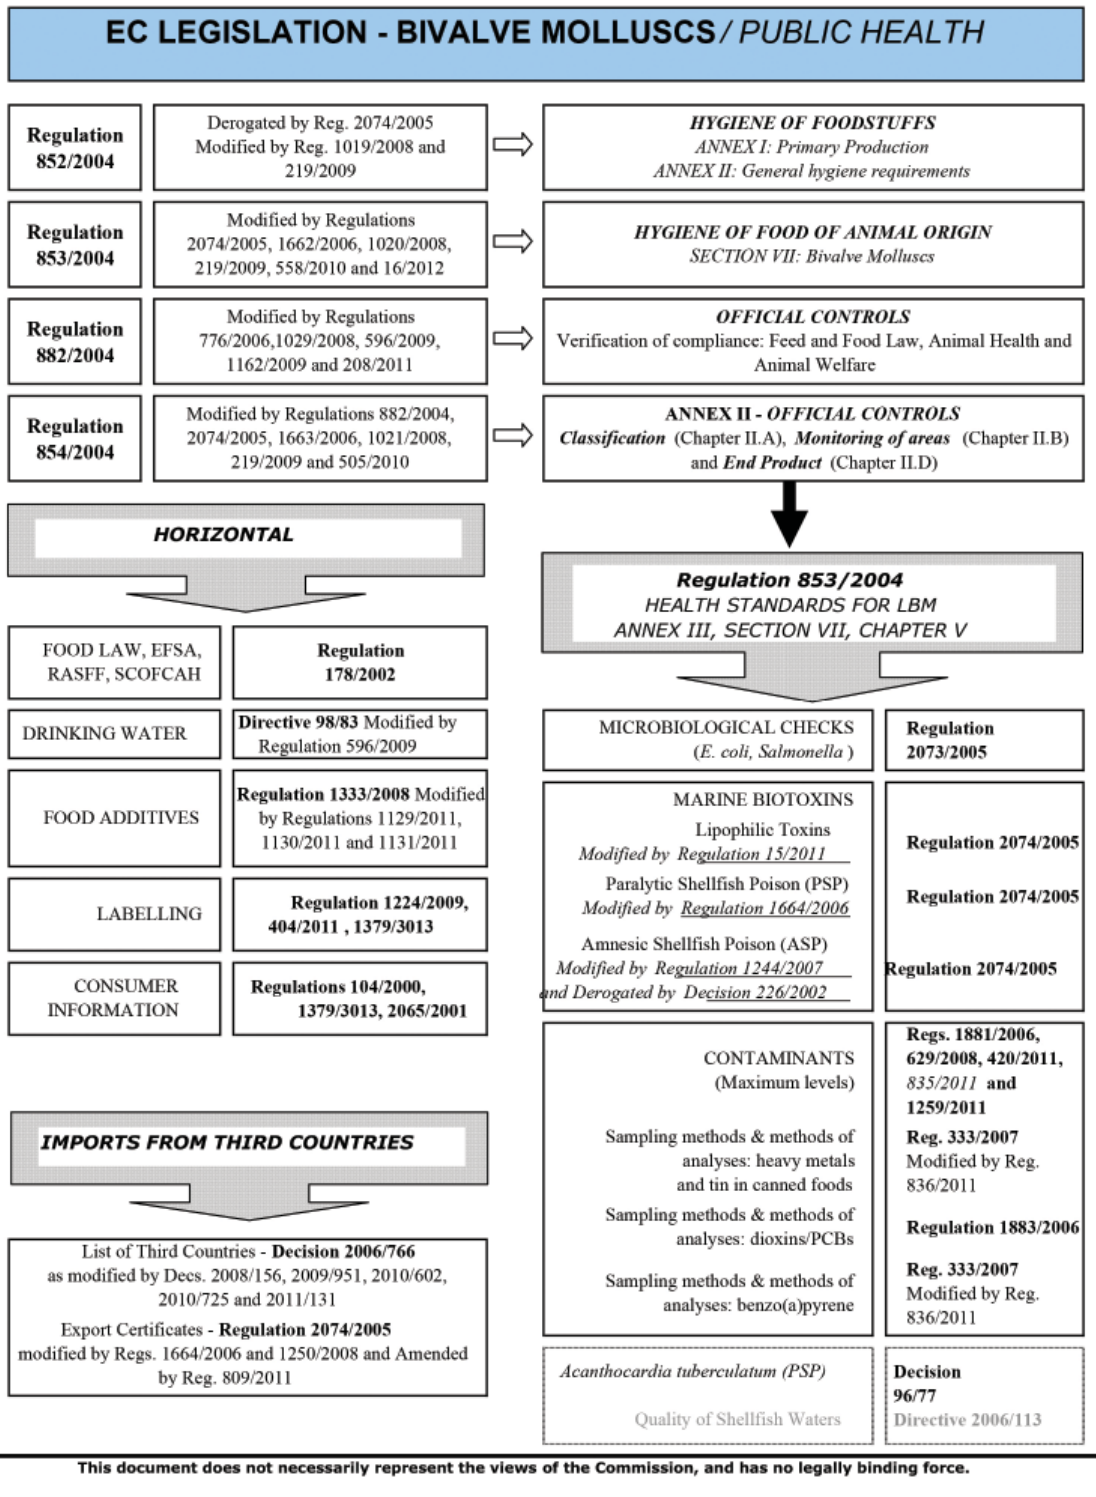 EC LEGISLATION - BIVALVE MOLLUSCS / PUBLIC HEALTH
Regulation
852/2004
Derogated by Reg. 2074/2005
Modified by Reg. 1019/2008 and
219/2009
HYGIENE OF FOODSTUFFS
ANNEX I: Primary Production
ANNEX II: General hygiene requirements
Regulation
853/2004
Modified by Regulations
2074/2005, 1662/2006, 1020/2008,
219/2009, 558/2010 and 16/2012
HYGIENE OF FOOD OF ANIMAL ORIGIN
SECTION VII: Bivalve Molluscs
Regulation
882/2004
Modified by Regulations
776/2006,1029/2008, 596/2009,
1162/2009 and 208/2011
OFFICIAL CONTROLS
Verification of compliance: Feed and Food Law, Animal Health and
Animal Welfare
Regulation
854/2004
Modified by Regulations 882/2004,
2074/2005, 1663/2006, 1021/2008,
219/2009 and 505/2010
ANNEX II - OFFICIAL CONTROLS
Classification (Chapter II.A), Monitoring of areas (Chapter II.B)
and End Product (Chapter II.D)
HORIZONTAL
FOOD LAW, EFSA,
RASFF, SCOFCAH
Regulation
178/2002
DRINKING WATER
Directive 98/83 Modified by
Regulation 596/2009
FOOD ADDITIVES
Regulation 1333/2008 Modified
by Regulations 1129/2011,
1130/2011 and 1131/2011
LABELLING
Regulation 1224/2009,
404/2011 , 1379/3013
CONSUMER
INFORMATION
Regulations 104/2000,
1379/3013, 2065/2001
IMPORTS FROM THIRD COUNTRIES
List of Third Countries - Decision 2006/766
as modified by Decs. 2008/156, 2009/951, 2010/602,
2010/725 and 2011/131
Export Certificates - Regulation 2074/2005
modified by Regs. 1664/2006 and 1250/2008 and Amended
by Reg. 809/2011
Regulation 853/2004
HEALTH STANDARDS FOR LBM
ANNEX III, SECTION VII, CHAPTER V
MICROBIOLOGICAL CHECKS
(E. coli, Salmonella )
Regulation
2073/2005
MARINE BIOTOXINS
Lipophilic Toxins
Modified by Regulation 15/2011
Regulation 2074/2005
Paralytic Shellfish Poison (PSP)
Modified by Regulation 1664/2006
Regulation 2074/2005
Amnesic Shellfish Poison (ASP)
Modified by Regulation 1244/2007
and Derogated by Decision 226/2002
Regulation 2074/2005
CONTAMINANTS
(Maximum levels)
Regs. 1881/2006,
629/2008, 420/2011,
835/2011 and
1259/2011
Sampling methods & methods of
analyses: heavy metals
and tin in canned foods
Reg. 333/2007
Modified by Reg.
836/2011
Sampling methods & methods of
analyses: dioxins/PCBs
Regulation 1883/2006
Sampling methods & methods of
analyses: benzo(a)pyrene
Reg. 333/2007
Modified by Reg.
836/2011
Acanthocardia tuberculatum (PSP)
Decision
96/77
Quality of Shellfish Waters
Directive 2006/113
This document does not necessarily represent the views of the Commission, and has no legally binding force.